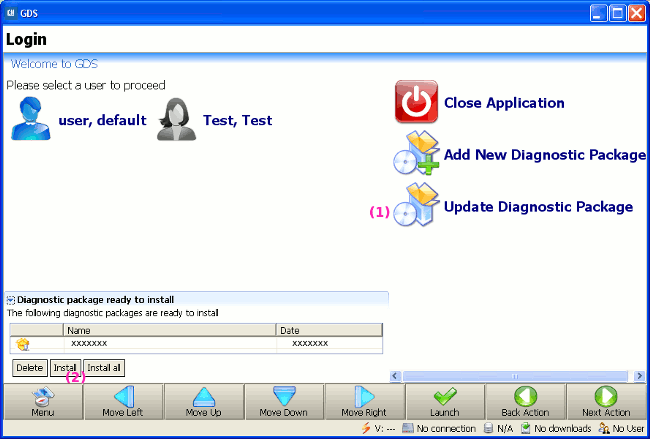 GM GDS
Login
Welcome to GDS
Please select a user to proceed
user, default Test, Test
Close Application
Add New Diagnostic Package
(1) Update Diagnostic Package
Diagnostic package ready to install
The following diagnostic packages are ready to install
Name Date
xxxxxxx xxxxxxx
Delete Install Install all
(2)
Menu Move Left Move Up Move Down Move Right Launch Back Action Next Action
V: --- No connection N/A No downloads No User